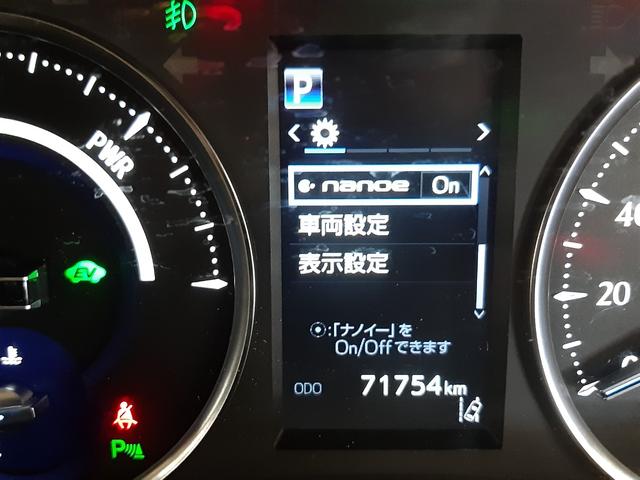 P
PWR
nanoe On
車両設定
表示設定
EV
40
20
:「ナノイー」を
On/Offできます
ODO 71754km
P